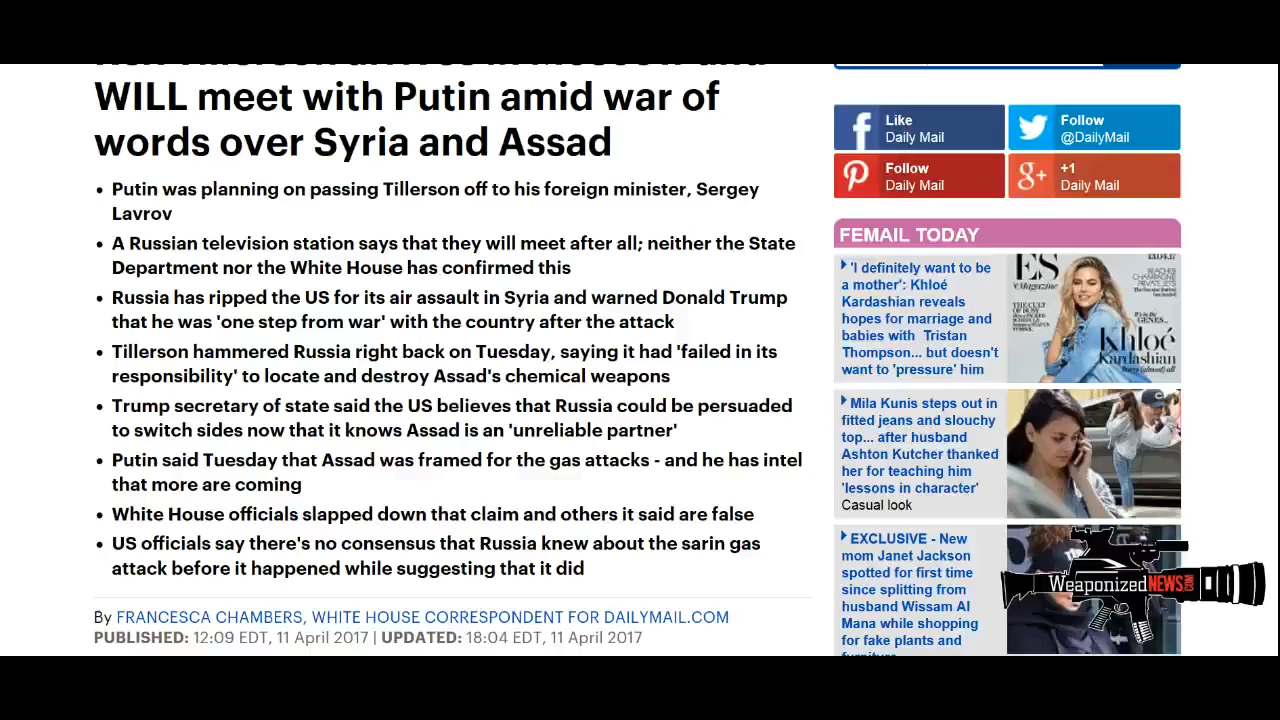 WILL meet with Putin amid war of
words over Syria and Assad
• Putin was planning on passing Tillerson off to his foreign minister, Sergey
Lavrov
• A Russian television station says that they will meet after all; neither the State
Department nor the White House has confirmed this
• Russia has ripped the US for its air assault in Syria and warned Donald Trump
that he was 'one step from war' with the country after the attack
• Tillerson hammered Russia right back on Tuesday, saying it had 'failed in its
responsibility' to locate and destroy Assad's chemical weapons
• Trump secretary of state said the US believes that Russia could be persuaded
to switch sides now that it knows Assad is an 'unreliable partner'
• Putin said Tuesday that Assad was framed for the gas attacks - and he has intel
that more are coming
• White House officials slapped down that claim and others it said are false
• US officials say there's no consensus that Russia knew about the sarin gas
attack before it happened while suggesting that it did
By FRANCESCA CHAMBERS, WHITE HOUSE CORRESPONDENT FOR DAILYMAIL.COM
PUBLISHED: 12:09 EDT, 11 April 2017 | UPDATED: 18:04 EDT, 11 April 2017
Like
Daily Mail
Follow
@DailyMail
Follow
Daily Mail
+1
Daily Mail
FEMAIL TODAY
'I definitely want to be
a mother': Khloé
Kardashian reveals
hopes for marriage and
babies with Tristan
Thompson... but doesn't
want to 'pressure' him
ES
Magazine
Khloé
Kardashian
Mila Kunis steps out in
fitted jeans and slouchy
top... after husband
Ashton Kutcher thanked
her for teaching him
'lessons in character'
Casual look
EXCLUSIVE - New
mom Janet Jackson
spotted for first time
since splitting from
husband Wissam Al
Mana while shopping
for fake plants and
WeaponizedNEWS.COM